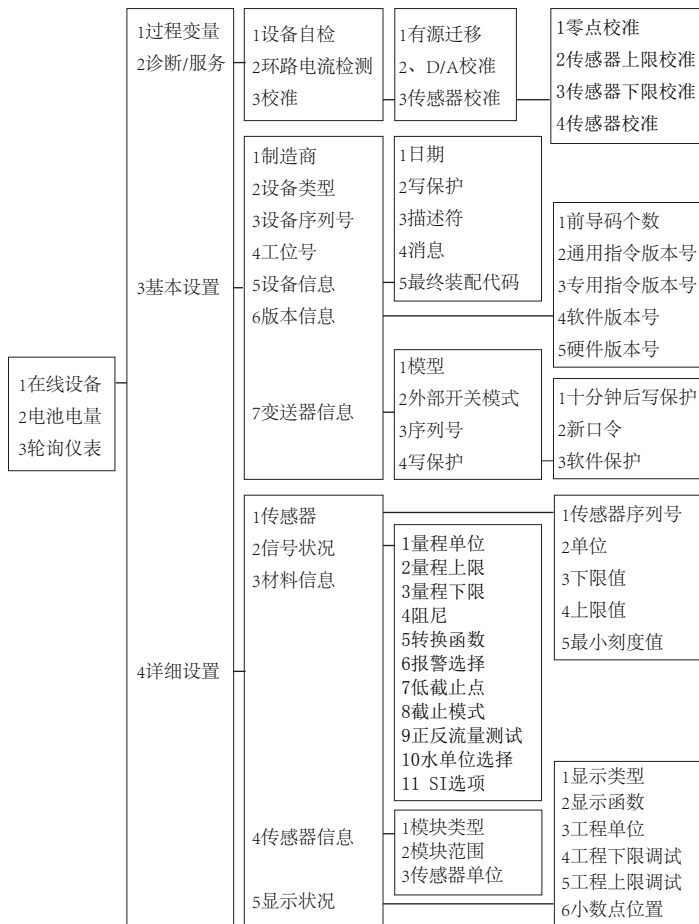 1在线设备
2电池电量
3轮询仪表
1过程变量
2诊断/服务
3基本设置
4详细设置
1设备自检
2环路电流检测
3校准
1有源迁移
2、D/A校准
3传感器校准
1零点校准
2传感器上限校准
3传感器下限校准
4传感器校准
1制造商
2设备类型
3设备序列号
4工位号
5设备信息
6版本信息
7变送器信息
1日期
2写保护
3描述符
4消息
5最终装配代码
1前导码个数
2通用指令版本号
3专用指令版本号
4软件版本号
5硬件版本号
1模型
2外部开关模式
3序列号
4写保护
1十分钟后写保护
2新口令
3软件保护
1传感器
2信号状况
3材料信息
4传感器信息
5显示状况
1传感器序列号
2单位
3下限值
4上限值
5最小刻度值
1量程单位
2量程上限
3量程下限
4阻尼
5转换函数
6报警选择
7低截止点
8截止模式
9正反流量测试
10水单位选择
11 SI选项
1模块类型
2模块范围
3传感器单位
1显示类型
2显示函数
3工程单位
4工程下限调试
5工程上限调试
6小数点位置